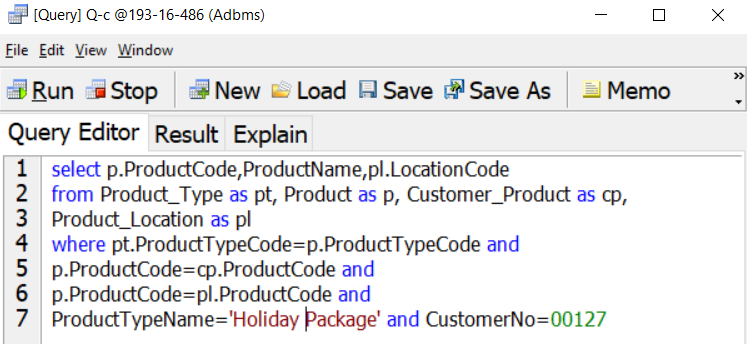 [Query] Q-c @193-16-486 (Adbms)
File Edit View Window
Run Stop New Load Save Save As Memo »
Query Editor Result Explain
1 select p.ProductCode,ProductName,pl.LocationCode
2 from Product_Type as pt, Product as p, Customer_Product as cp,
3 Product_Location as pl
4 where pt.ProductTypeCode=p.ProductTypeCode and
5 p.ProductCode=cp.ProductCode and
6 p.ProductCode=pl.ProductCode and
7 ProductTypeName='Holiday Package' and CustomerNo=00127